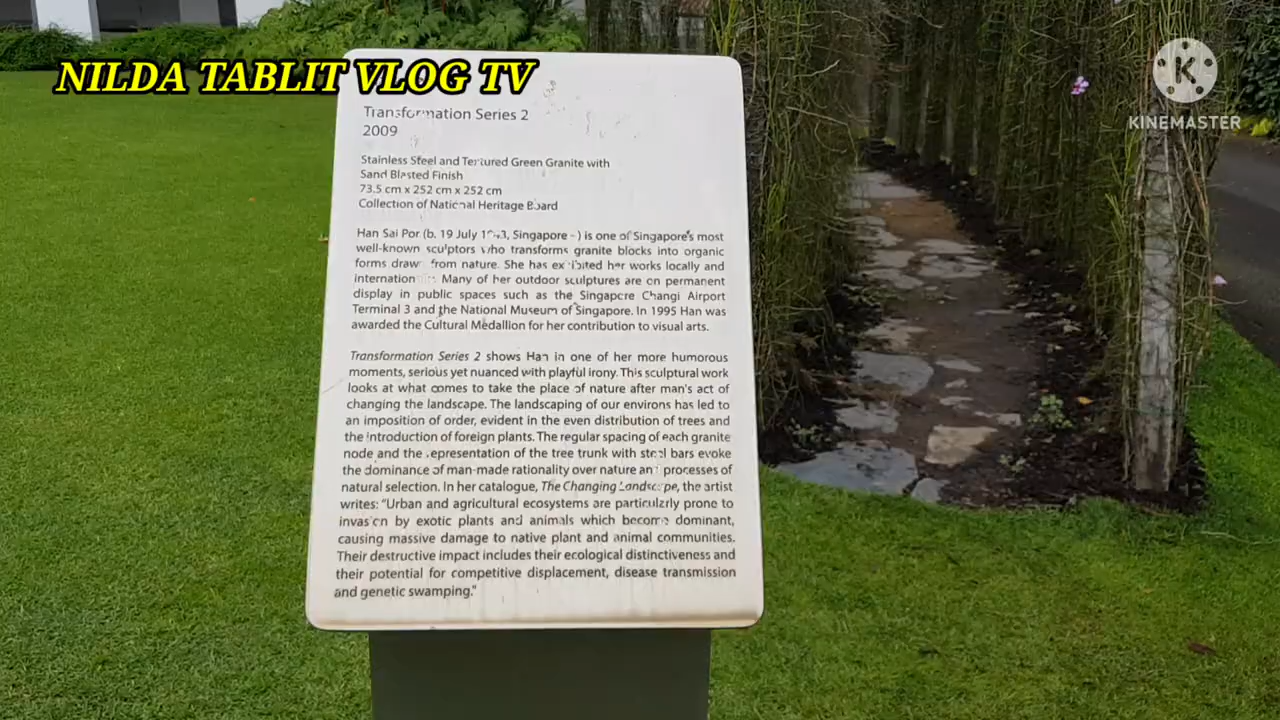 NILDA TABLIT VLOG TV
K
KINEMASTER
Transformation Series 2
2009
Stainless Steel and Textured Green Granite with
Sand Blasted Finish
73.5 cm x 252 cm x 252 cm
Collection of National Heritage Board
Han Sai Por (b. 19 July Singapore - ) is one of Singapore's most
well-known sculptors who transforms granite blocks into organic
forms drawn from nature. She has exhibited her works locally and
internationally. Many of her outdoor sculptures are on permanent
display in public spaces such as the Singapore Changi Airport
Terminal 3 and the National Museum of Singapore. In 1995 Han was
awarded the Cultural Medallion for her contribution to visual arts.
Transformation Series 2 shows Han in one of her more humorous
moments, serious yet nuanced with playful irony. This sculptural work
looks at what comes to take the place of nature after man's act of
changing the landscape. The landscaping of our environs has led to
an imposition of order, evident in the even distribution of trees and
the introduction of foreign plants. The regular spacing of each granite
node and the representation of the tree trunk with steel bars evoke
the dominance of man-made rationality over nature and processes of
natural selection. In her catalogue, The Changing Landscape, the artist
writes: "Urban and agricultural ecosystems are particularly prone to
invasion by exotic plants and animals which become dominant,
causing massive damage to native plant and animal communities.
Their destructive impact includes their ecological distinctiveness and
their potential for competitive displacement, disease transmission
and genetic swamping."